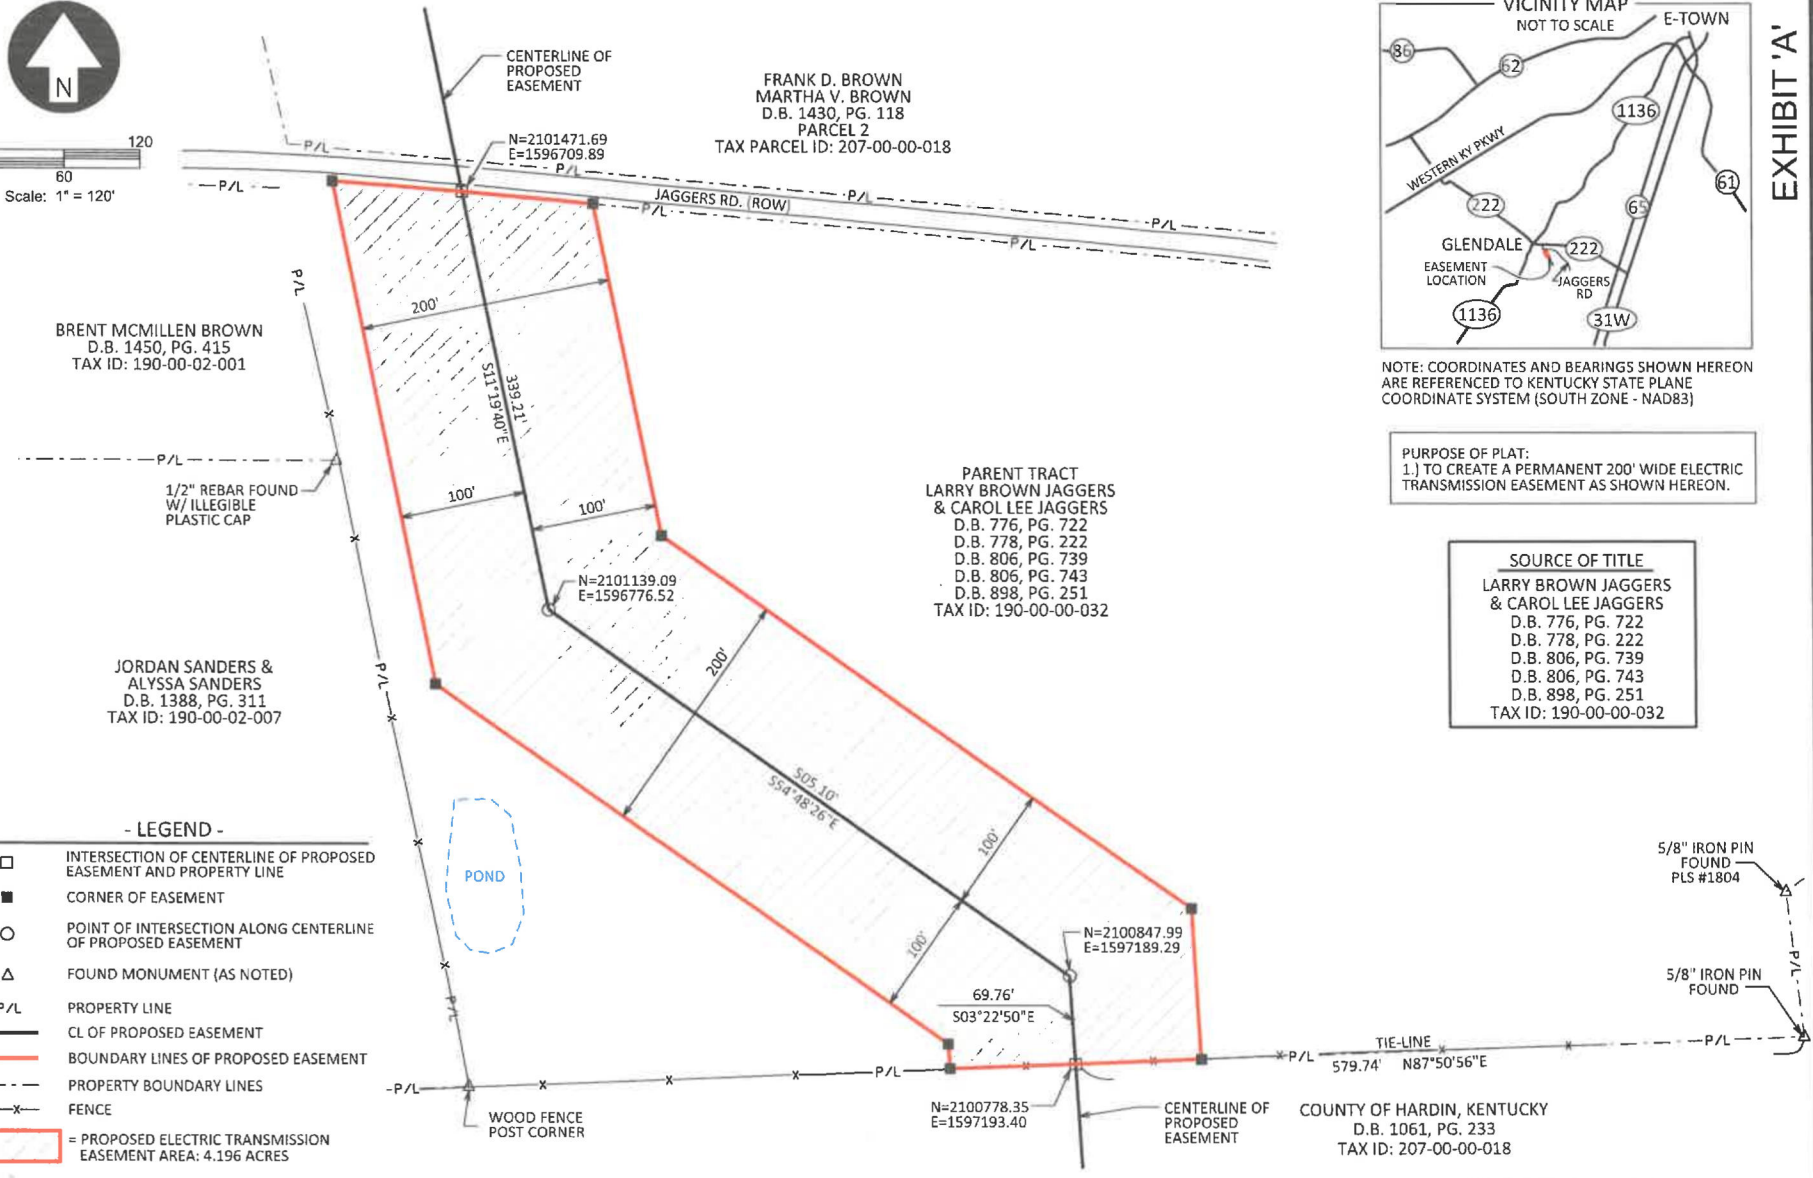 N
120
60
Scale: 1" = 120'
CENTERLINE OF
PROPOSED
EASEMENT
FRANK D. BROWN
MARTHA V. BROWN
D.B. 1430, PG. 118
PARCEL 2
TAX PARCEL ID: 207-00-00-018
N=2101471.69
E=1596709.89
P/L
P/L
P/L
P/L
P/L
JAGGERS RD. (ROW)
P/L
P/L
VICINITY MAP
NOT TO SCALE
E-TOWN
86
62
1136
WESTERN KY PKWY
61
222
65
GLENDALE
222
EASEMENT
LOCATION
JAGGERS
RD
1136
31W
EXHIBIT 'A'
NOTE: COORDINATES AND BEARINGS SHOWN HEREON
ARE REFERENCED TO KENTUCKY STATE PLANE
COORDINATE SYSTEM (SOUTH ZONE - NAD83)
PURPOSE OF PLAT:
1.) TO CREATE A PERMANENT 200' WIDE ELECTRIC
TRANSMISSION EASEMENT AS SHOWN HEREON.
SOURCE OF TITLE
LARRY BROWN JAGGERS
& CAROL LEE JAGGERS
D.B. 776, PG. 722
D.B. 778, PG. 222
D.B. 806, PG. 739
D.B. 806, PG. 743
D.B. 898, PG. 251
TAX ID: 190-00-00-032
P/L
200'
BRENT MCMILLEN BROWN
D.B. 1450, PG. 415
TAX ID: 190-00-02-001
339.21'
S11°19'40"E
P/L
1/2" REBAR FOUND
W/ ILLEGIBLE
PLASTIC CAP
100'
100'
PARENT TRACT
LARRY BROWN JAGGERS
& CAROL LEE JAGGERS
D.B. 776, PG. 722
D.B. 778, PG. 222
D.B. 806, PG. 739
D.B. 806, PG. 743
D.B. 898, PG. 251
TAX ID: 190-00-00-032
N=2101139.09
E=1596776.52
JORDAN SANDERS &
ALYSSA SANDERS
D.B. 1388, PG. 311
TAX ID: 190-00-02-007
P/L
200'
505.10'
S54°48'26"E
100'
100'
POND
P/L
N=2100847.99
E=1597189.29
69.76'
S03°22'50"E
5/8" IRON PIN
FOUND
PLS #1804
P/L
5/8" IRON PIN
FOUND
P/L
P/L
P/L
TIE-LINE
579.74' N87°50'56"E
P/L
WOOD FENCE
POST CORNER
N=2100778.35
E=1597193.40
CENTERLINE OF
PROPOSED
EASEMENT
COUNTY OF HARDIN, KENTUCKY
D.B. 1061, PG. 233
TAX ID: 207-00-00-018
- LEGEND -
INTERSECTION OF CENTERLINE OF PROPOSED
EASEMENT AND PROPERTY LINE
CORNER OF EASEMENT
POINT OF INTERSECTION ALONG CENTERLINE
OF PROPOSED EASEMENT
FOUND MONUMENT (AS NOTED)
P/L PROPERTY LINE
CL OF PROPOSED EASEMENT
BOUNDARY LINES OF PROPOSED EASEMENT
PROPERTY BOUNDARY LINES
FENCE
= PROPOSED ELECTRIC TRANSMISSION
EASEMENT AREA: 4.196 ACRES